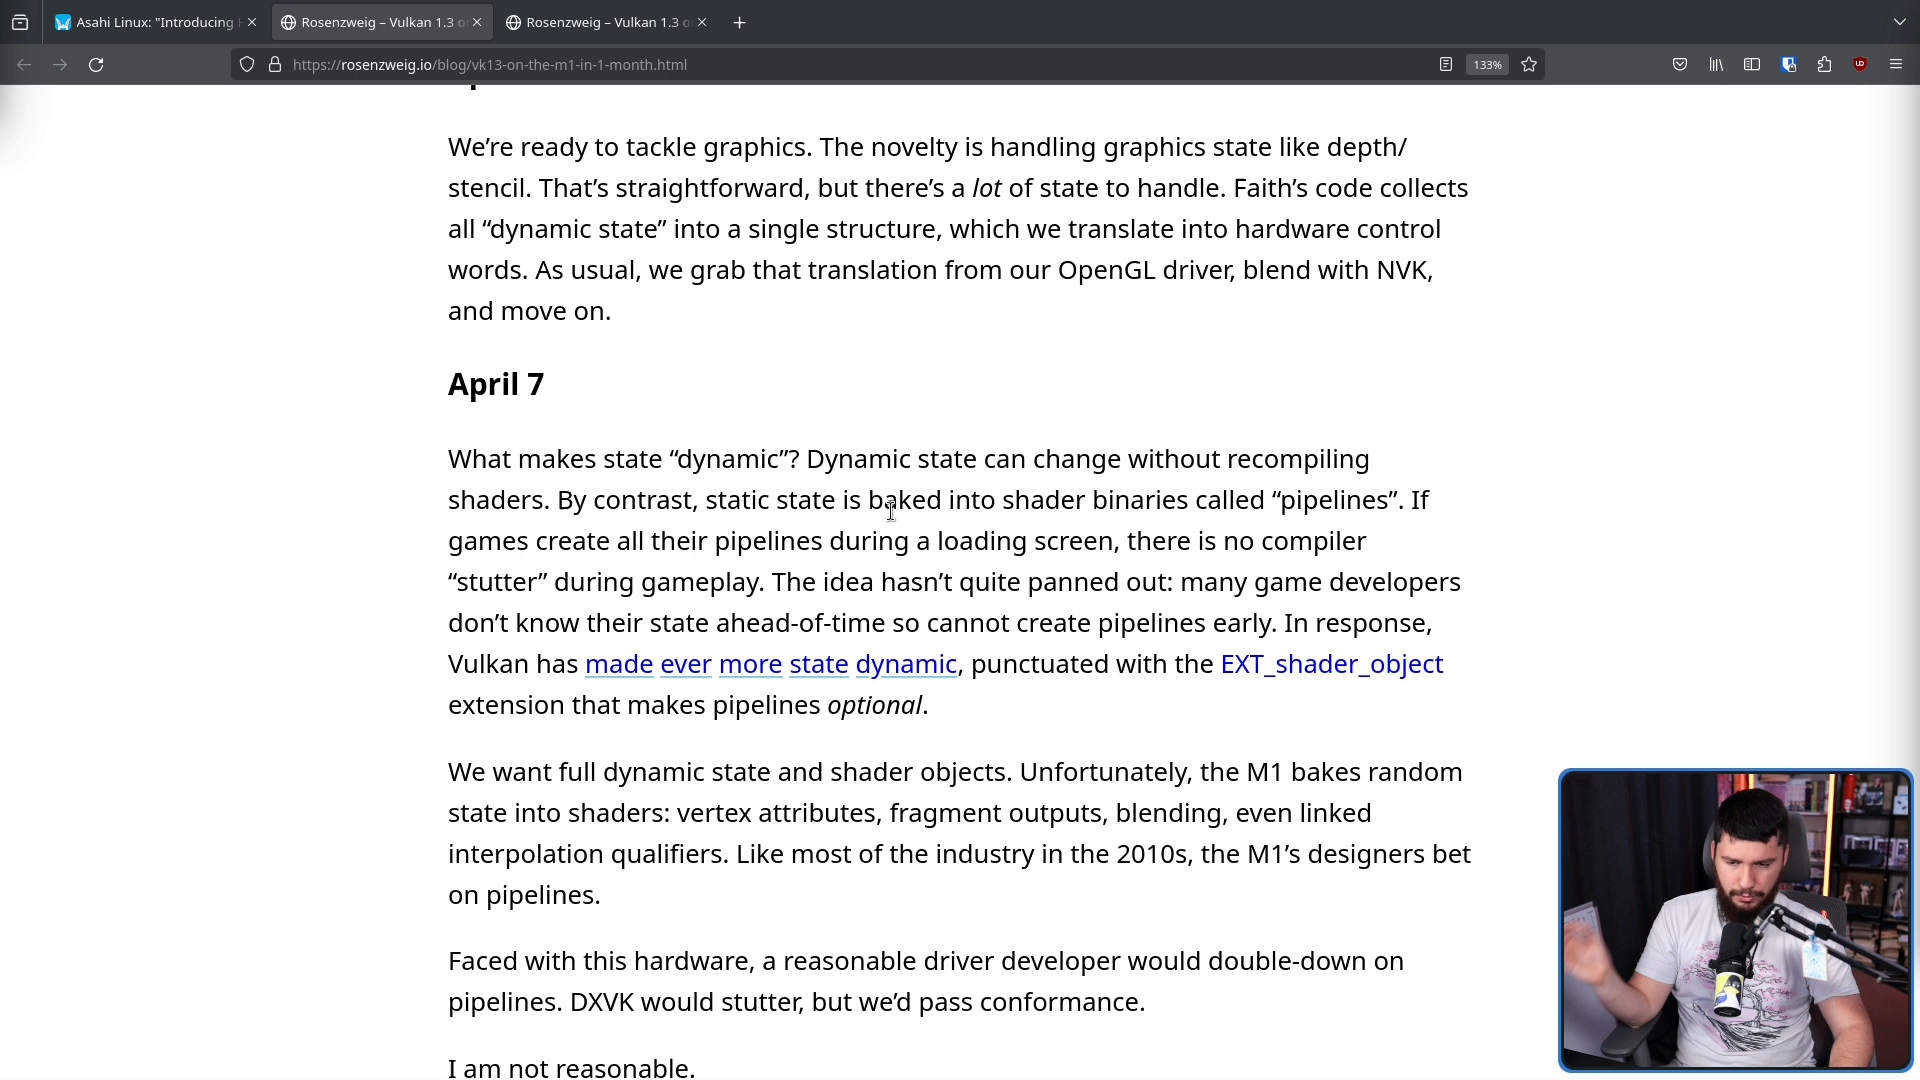 Asahi Linux: "Introducing
Rosenzweig – Vulkan 1.3 o
Rosenzweig – Vulkan 1.3 o
https://rosenzweig.io/blog/vk13-on-the-m1-in-1-month.html
133%
We’re ready to tackle graphics. The novelty is handling graphics state like depth/
stencil. That’s straightforward, but there’s a lot of state to handle. Faith’s code collects
all “dynamic state” into a single structure, which we translate into hardware control
words. As usual, we grab that translation from our OpenGL driver, blend with NVK,
and move on.
April 7
What makes state “dynamic”? Dynamic state can change without recompiling
shaders. By contrast, static state is baked into shader binaries called “pipelines”. If
games create all their pipelines during a loading screen, there is no compiler
“stutter” during gameplay. The idea hasn’t quite panned out: many game developers
don’t know their state ahead-of-time so cannot create pipelines early. In response,
Vulkan has made ever more state dynamic, punctuated with the EXT_shader_object
extension that makes pipelines optional.
We want full dynamic state and shader objects. Unfortunately, the M1 bakes random
state into shaders: vertex attributes, fragment outputs, blending, even linked
interpolation qualifiers. Like most of the industry in the 2010s, the M1’s designers bet
on pipelines.
Faced with this hardware, a reasonable driver developer would double-down on
pipelines. DXVK would stutter, but we’d pass conformance.
I am not reasonable.